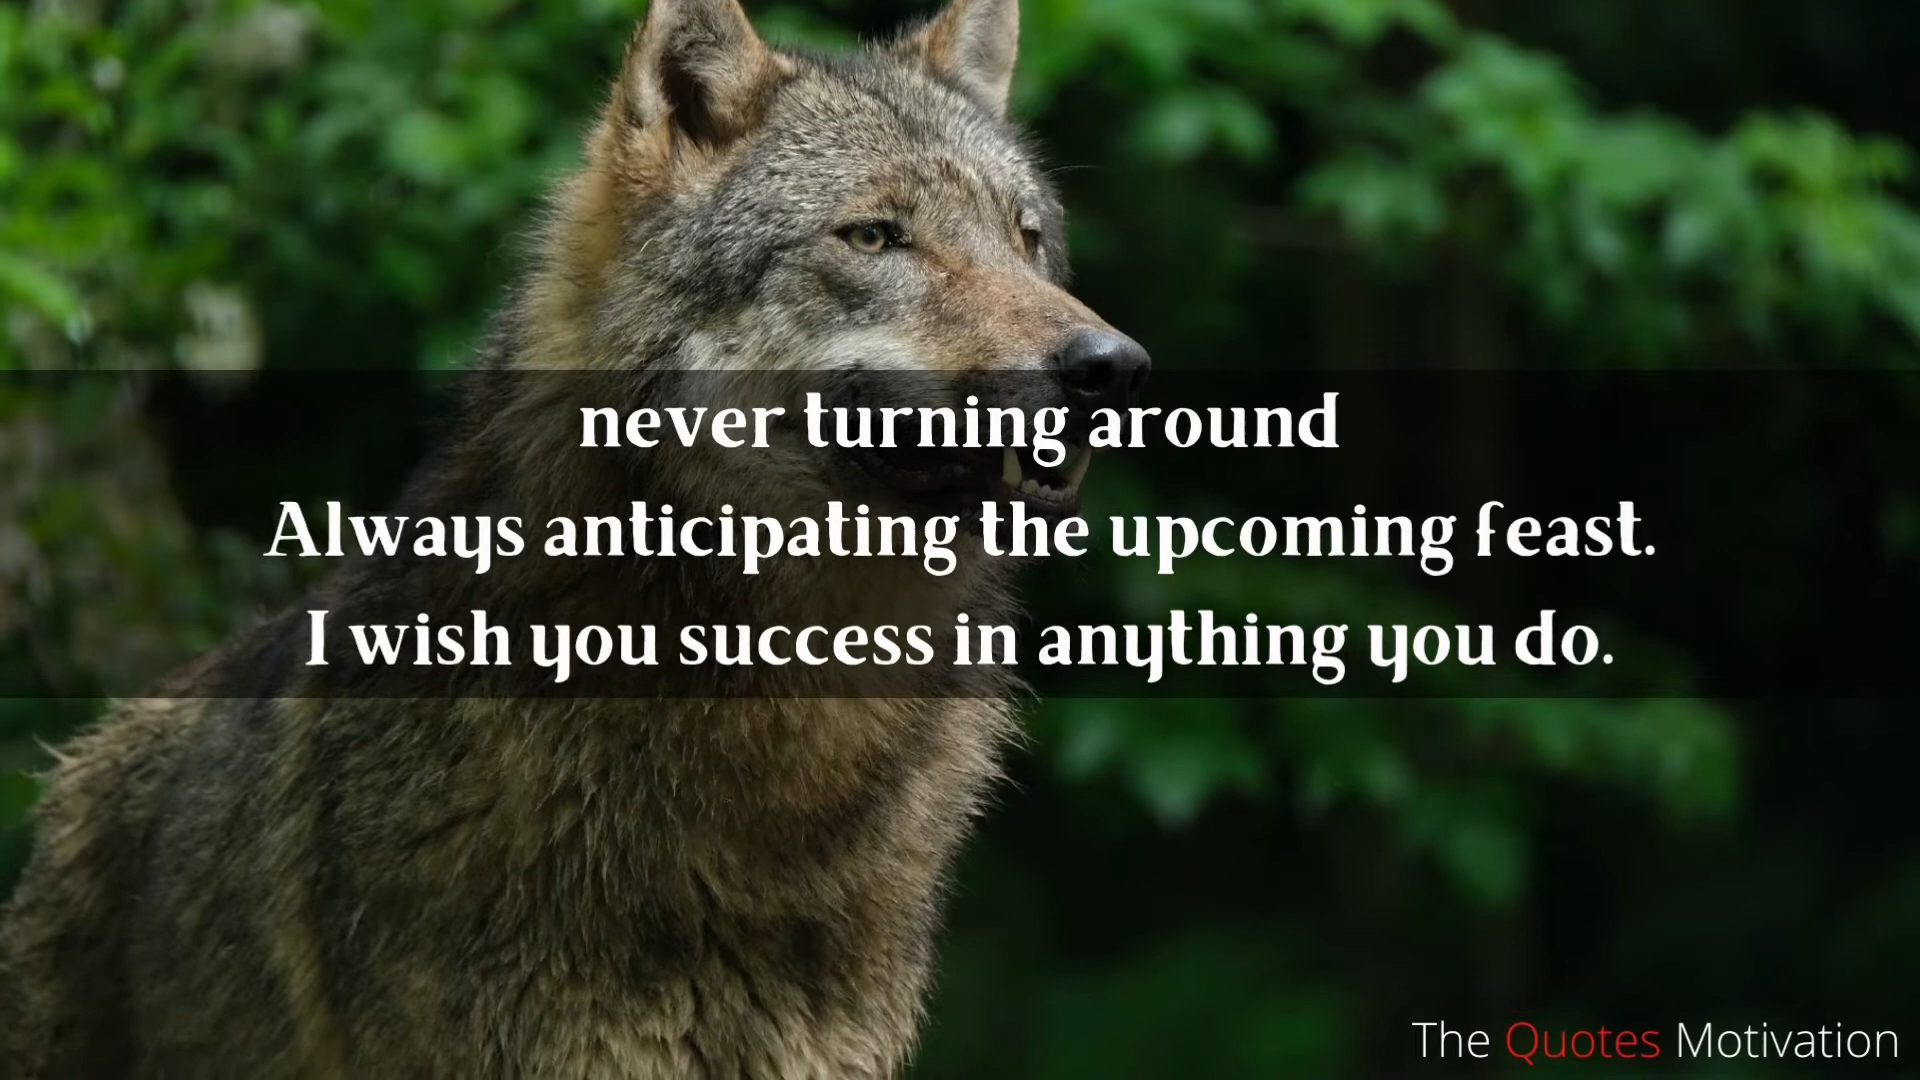 never turning around
Always anticipating the upcoming feast.
I wish you success in anything you do.
The Quotes Motivation